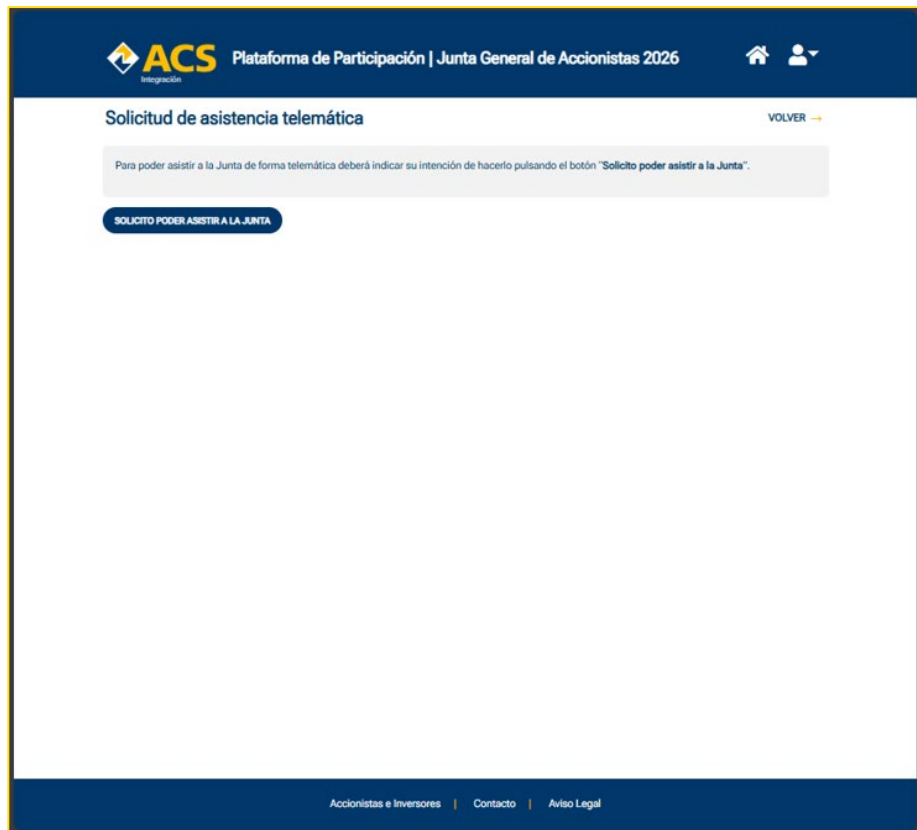 ACS
Integración
Plataforma de Participación | Junta General de Accionistas 2026
Solicitud de asistencia telemática
VOLVER →
Para poder asistir a la Junta de forma telemática deberá indicar su intención de hacerlo pulsando el botón "Solicito poder asistir a la Junta".
SOLICITO PODER ASISTIR A LA JUNTA
Accionistas e Inversores | Contacto | Aviso Legal